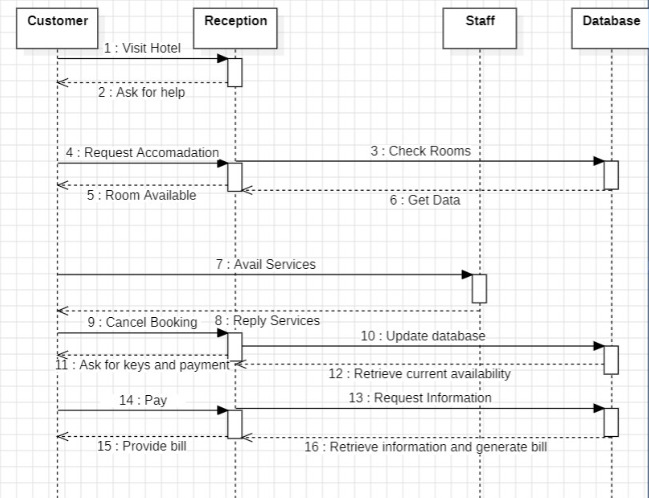 Customer
Reception
Staff
Database
1 : Visit Hotel
2 : Ask for help
3 : Check Rooms
4 : Request Accomadation
5 : Room Available
6 : Get Data
7 : Avail Services
8 : Reply Services
9 : Cancel Booking
10 : Update database
11 : Ask for keys and payment
12 : Retrieve current availability
13 : Request Information
14 : Pay
15 : Provide bill
16 : Retrieve information and generate bill